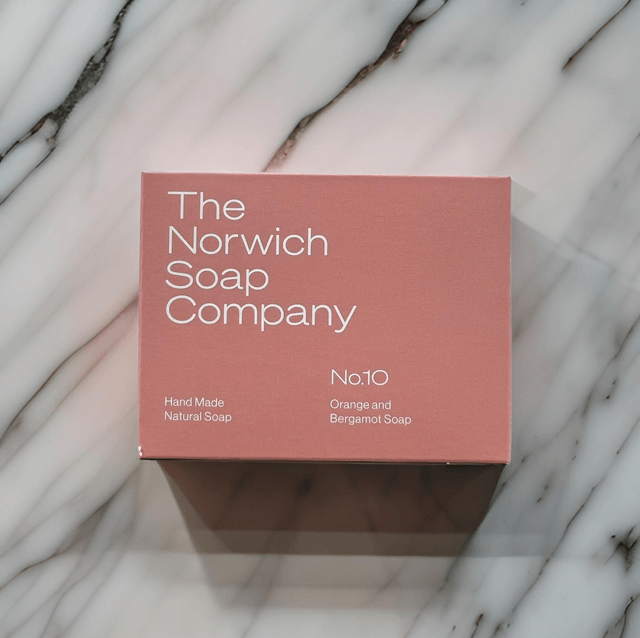 The
Norwich
Soap
Company
No.10
Hand Made
Natural Soap
Orange and
Bergamot Soap